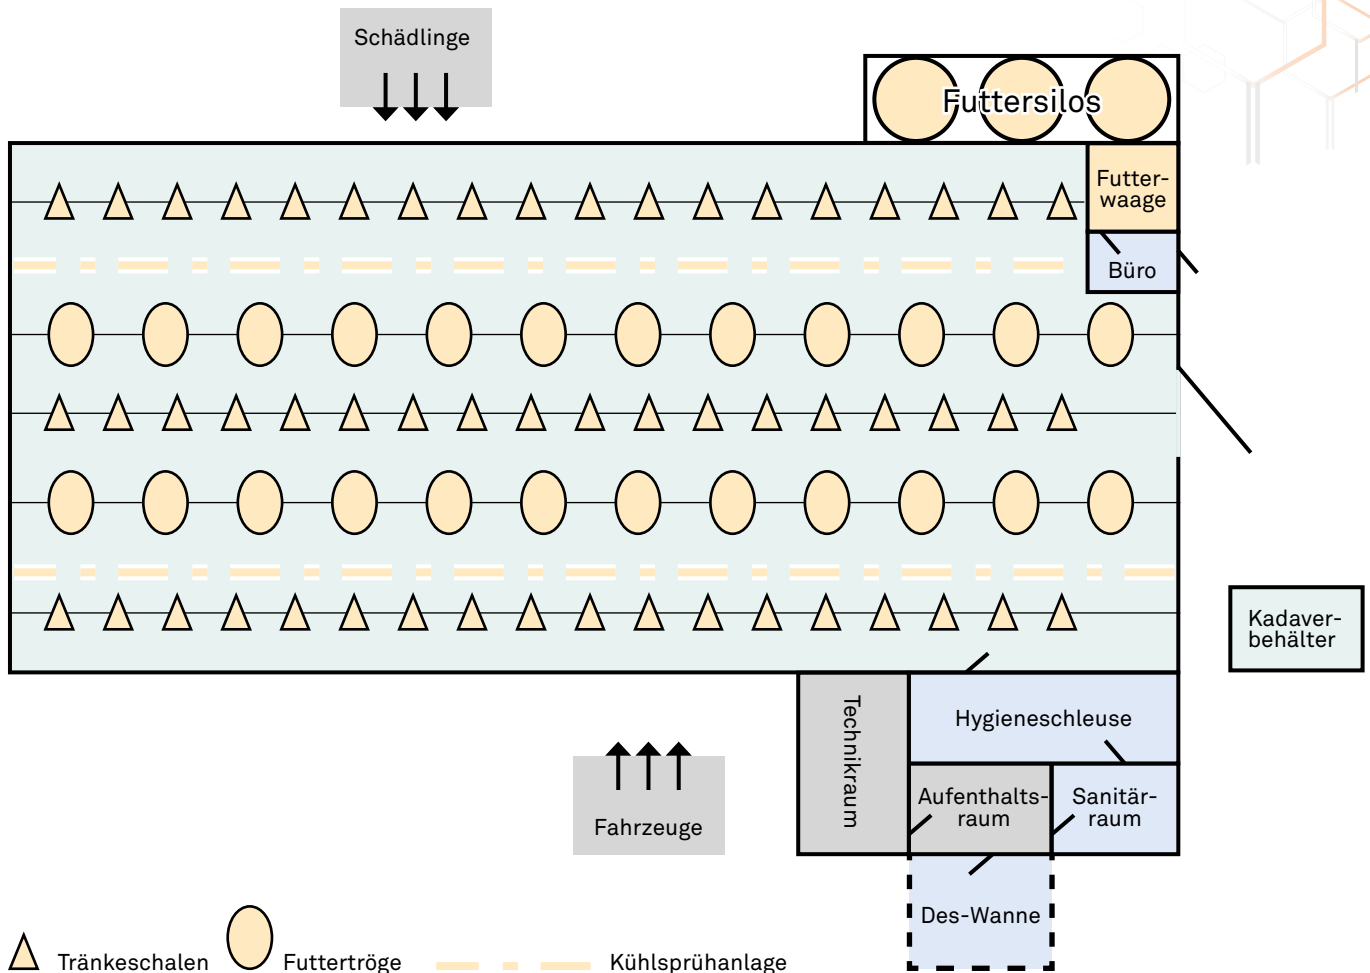 Schädlinge
Futtersilos
Futter-
waage
Büro
Kadaver-
behälter
Technikraum
Hygieneschleuse
Aufenthalts-
raum
Sanitär-
raum
Fahrzeuge
Des-Wanne
Tränkeschalen
Futtertröge
Kühlsprühanlage